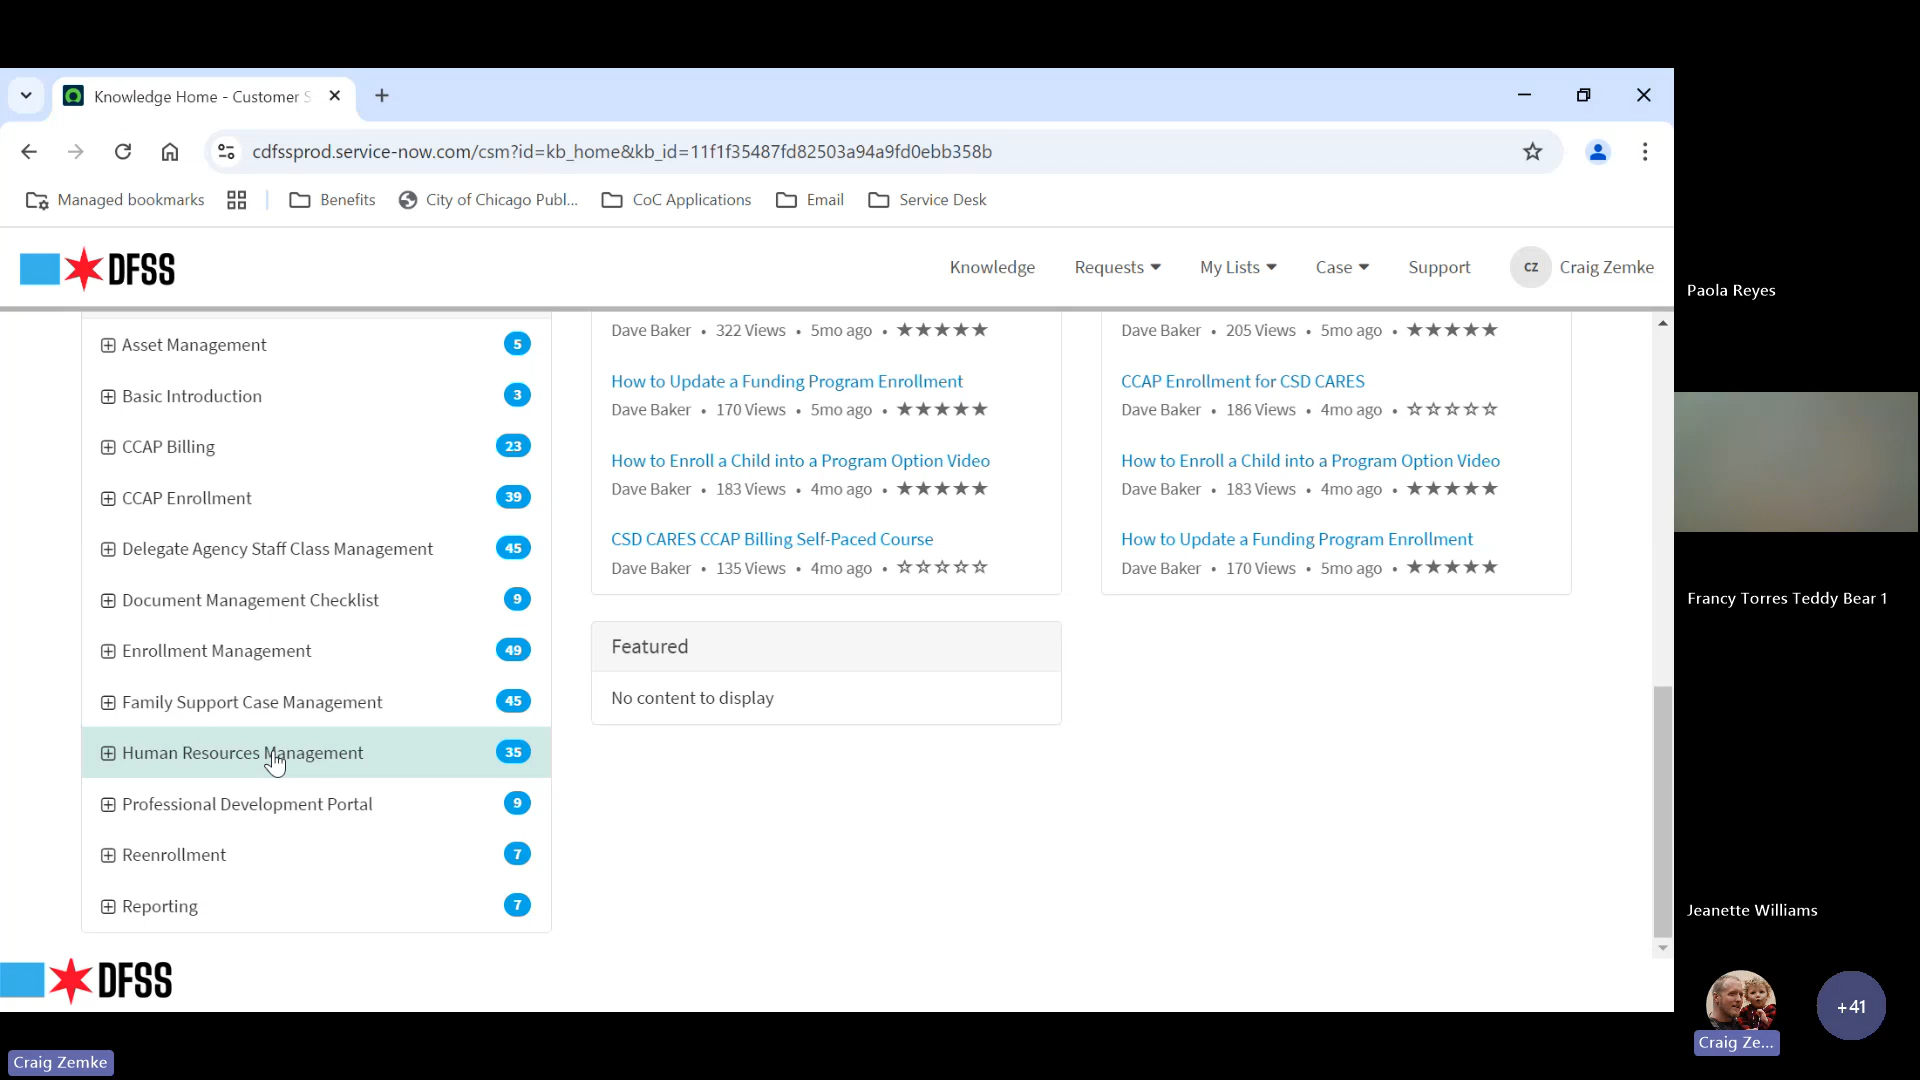 Knowledge Home - Customer S
cdfssprod.service-now.com/csm?id=kb_home&kb_id=11f1f35487fd82503a94a9fd0ebb358b
Managed bookmarks
Benefits
City of Chicago Publ...
CoC Applications
Email
Service Desk
DFSS
Knowledge
Requests
My Lists
Case
Support
CZ
Craig Zemke
Asset Management 5
Basic Introduction 3
CCAP Billing 23
CCAP Enrollment 39
Delegate Agency Staff Class Management 45
Document Management Checklist 9
Enrollment Management 49
Family Support Case Management 45
Human Resources Management 35
Professional Development Portal 9
Reenrollment 7
Reporting 7
Dave Baker • 322 Views • 5mo ago • ★★★★★
How to Update a Funding Program Enrollment
Dave Baker • 170 Views • 5mo ago • ★★★★★
How to Enroll a Child into a Program Option Video
Dave Baker • 183 Views • 4mo ago • ★★★★★
CSD CARES CCAP Billing Self-Paced Course
Dave Baker • 135 Views • 4mo ago • ☆☆☆☆☆
Featured
No content to display
Dave Baker • 205 Views • 5mo ago • ★★★★★
CCAP Enrollment for CSD CARES
Dave Baker • 186 Views • 4mo ago • ☆☆☆☆☆
How to Enroll a Child into a Program Option Video
Dave Baker • 183 Views • 4mo ago • ★★★★★
How to Update a Funding Program Enrollment
Dave Baker • 170 Views • 5mo ago • ★★★★★
DFSS
Paola Reyes
Francy Torres Teddy Bear 1
Jeanette Williams
+41
Craig Ze...
Craig Zemke